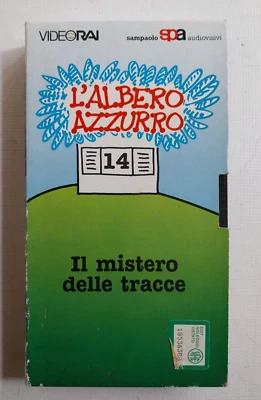 VIDEORAI
sampaolo spa audiovisivi
L'ALBERO
AZZURRO
14
Il mistero
delle tracce